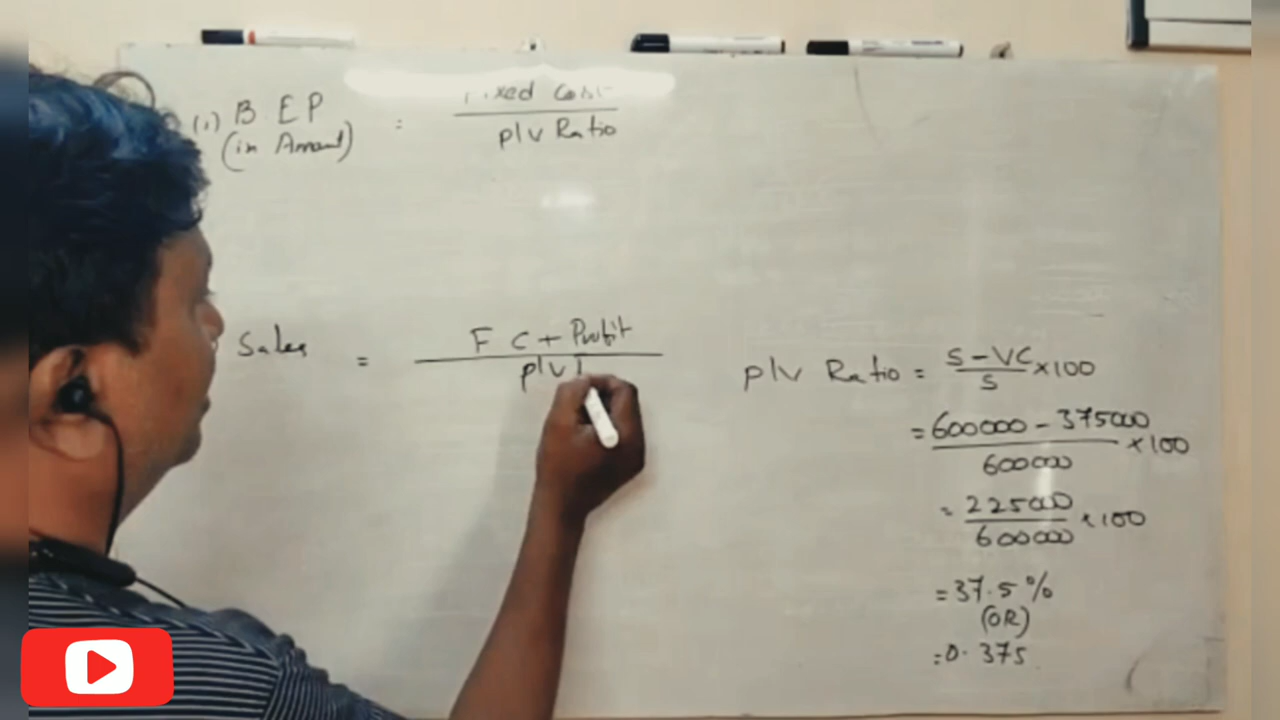 (i) B E P = Fixed Cost
(in Amount) P/V Ratio
Sales = F C + Profit
P/V
P/V Ratio = S - VC × 100
S
= 600000 - 375000 × 100
600000
= 225000 × 100
600000
= 37.5 %
(OR)
= 0.375